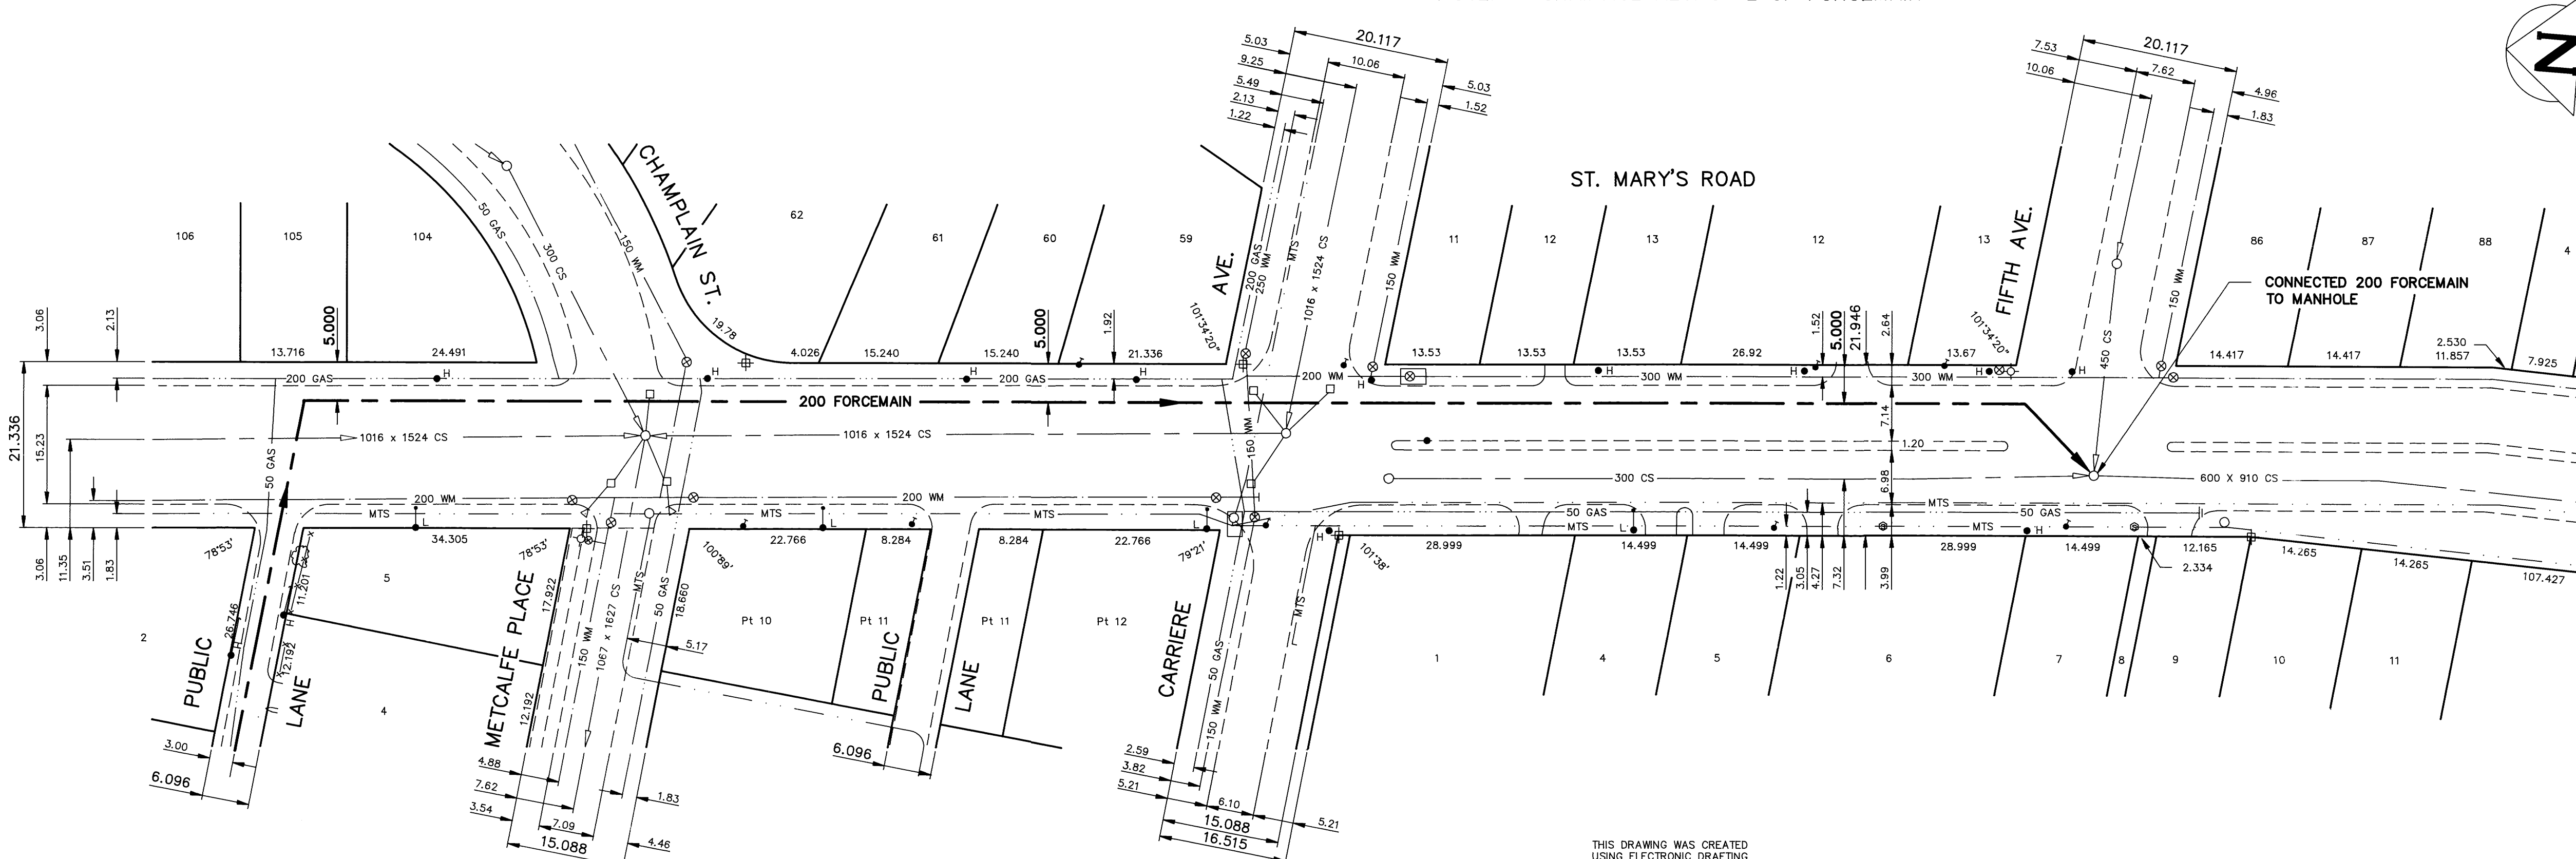 20.117
5.03
9.25
5.49
2.13
1.22
10.06
5.03
1.52
20.117
7.53
10.06
7.62
4.96
1.83
N
ST. MARY'S ROAD
CHAMPLAIN ST.
AVE.
FIFTH AVE.
50 GAS
300 CS
150 WM
200 GAS
250 WM
MTS
1016 x 1524 CS
150 WM
450 CS
150 WM
CONNECTED 200 FORCEMAIN
TO MANHOLE
106
105
104
62
61
60
59
11
12
13
12
13
86
87
88
4
3.06
2.13
5.000
13.716
24.491
19.78
4.026
15.240
15.240
5.000
1.92
21.336
101°34'20"
13.53
13.53
13.53
26.92
1.52
5.000
21.946
2.64
13.67
101°34'20"
14.417
14.417
2.530
11.857
7.925
200 GAS
H
H
H
200 GAS
H
200 WM
H
H
300 WM
H
300 WM
H
H
200 FORCEMAIN
21.336
15.23
1016 x 1524 CS
1016 x 1524 CS
150 WM
7.14
1.20
6.98
300 CS
600 X 910 CS
50 GAS
200 WM
200 WM
MTS
L
MTS
L
MTS
L
50 GAS
MTS
L
MTS
50 GAS
MTS
H
H
3.06
11.35
3.51
1.83
78°53'
34.305
78°53'
100°89'
22.766
8.284
8.284
22.766
79°21'
101°38'
28.999
14.499
14.499
1.22
3.05
4.27
7.32
3.99
28.999
14.499
2.334
12.165
14.265
14.265
107.427
2
26.746
H
11.201
H
12.192
5
4
17.922
12.192
150 WM
1067 x 1627 CS
MTS
50 GAS
18.660
5.17
Pt 10
Pt 11
Pt 11
Pt 12
MTS
50 GAS
150 WM
1
4
5
6
7
8
9
10
11
PUBLIC
LANE
METCALFE PLACE
PUBLIC
LANE
CARRIERE
3.00
6.096
4.88
7.62
3.54
7.09
15.088
1.83
4.46
6.096
2.59
3.82
5.21
6.10
15.088
16.515
5.21
THIS DRAWING WAS CREATED
USING ELECTRONIC DRAFTING